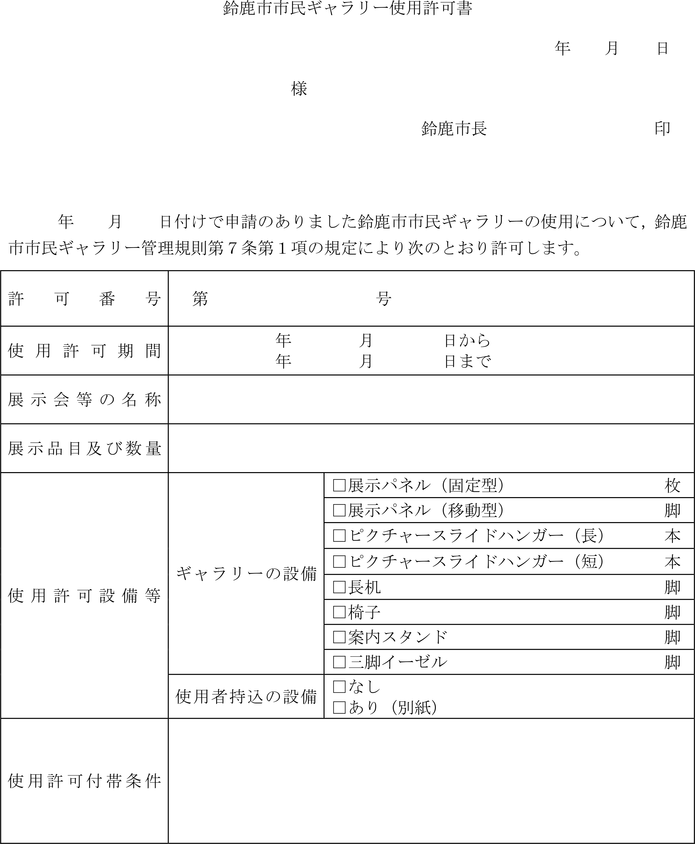 鈴鹿市市民ギャラリー使用許可書
年　　月　　日
様
鈴鹿市長　　　　　　　　　　印
年　　月　　日付けで申請のありました鈴鹿市市民ギャラリーの使用について，鈴鹿
市市民ギャラリー管理規則第７条第１項の規定により次のとおり許可します。
許可番号　第　　　　　　　　　　号
使用許可期間
年　　　　月　　　　日から
年　　　　月　　　　日まで
展示会等の名称
展示品目及び数量
使用許可設備等
ギャラリーの設備
□展示パネル（固定型）　枚
□展示パネル（移動型）　脚
□ピクチャースライドハンガー（長）　本
□ピクチャースライドハンガー（短）　本
□長机　脚
□椅子　脚
□案内スタンド　脚
□三脚イーゼル　脚
使用者持込の設備
□なし
□あり（別紙）
使用許可付帯条件